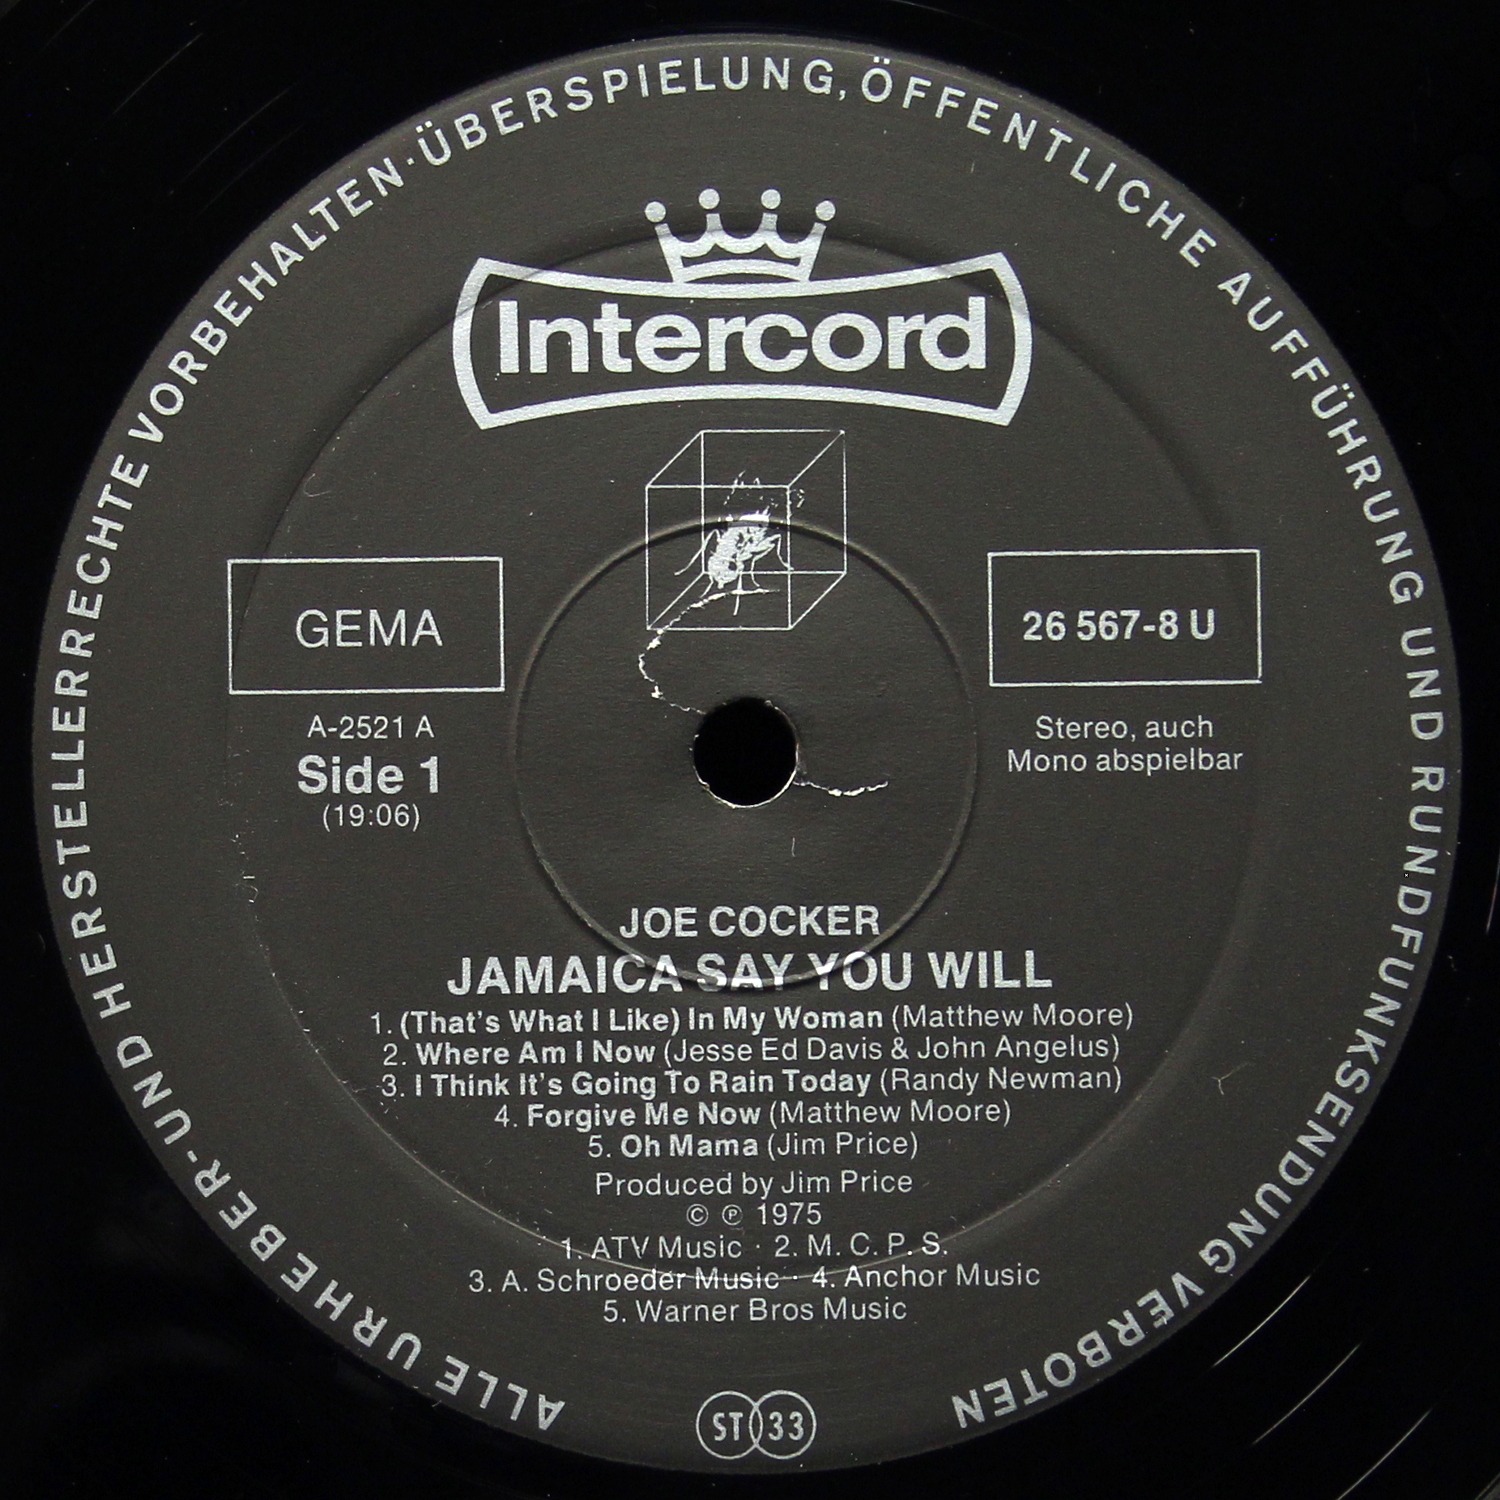 ALLE URHEBER- UND HERSTELLERRECHTE VORBEHALTEN · ÜBERSPIELUNG, ÖFFENTLICHE AUFFÜHRUNG UND RUNDFUNKSENDUNG VERBOTEN
Intercord
GEMA
26 567-8 U
A-2521 A
Side 1
(19:06)
Stereo, auch
Mono abspielbar
JOE COCKER
JAMAICA SAY YOU WILL
1. (That's What I Like) In My Woman (Matthew Moore)
2. Where Am I Now (Jesse Ed Davis & John Angelus)
3. I Think It's Going To Rain Today (Randy Newman)
4. Forgive Me Now (Matthew Moore)
5. Oh Mama (Jim Price)
Produced by Jim Price
© ℗ 1975
1. ATV Music · 2. M. C. P. S.
3. A. Schroeder Music · 4. Anchor Music
5. Warner Bros Music
ST 33